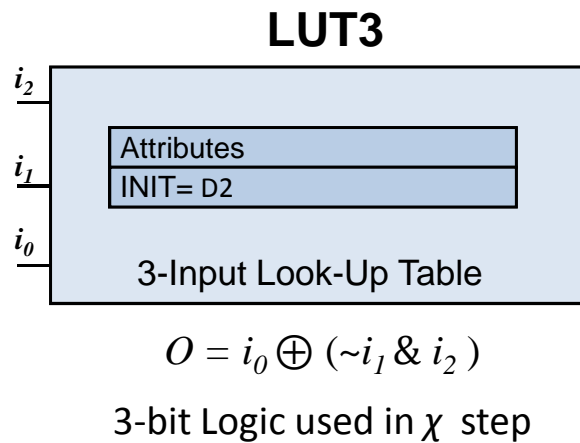 LUT3
i₂
Attributes
i₁
INIT= D2
i₀
3-Input Look-Up Table
O = i₀ ⊕ (~i₁ & i₂ )
3-bit Logic used in χ step